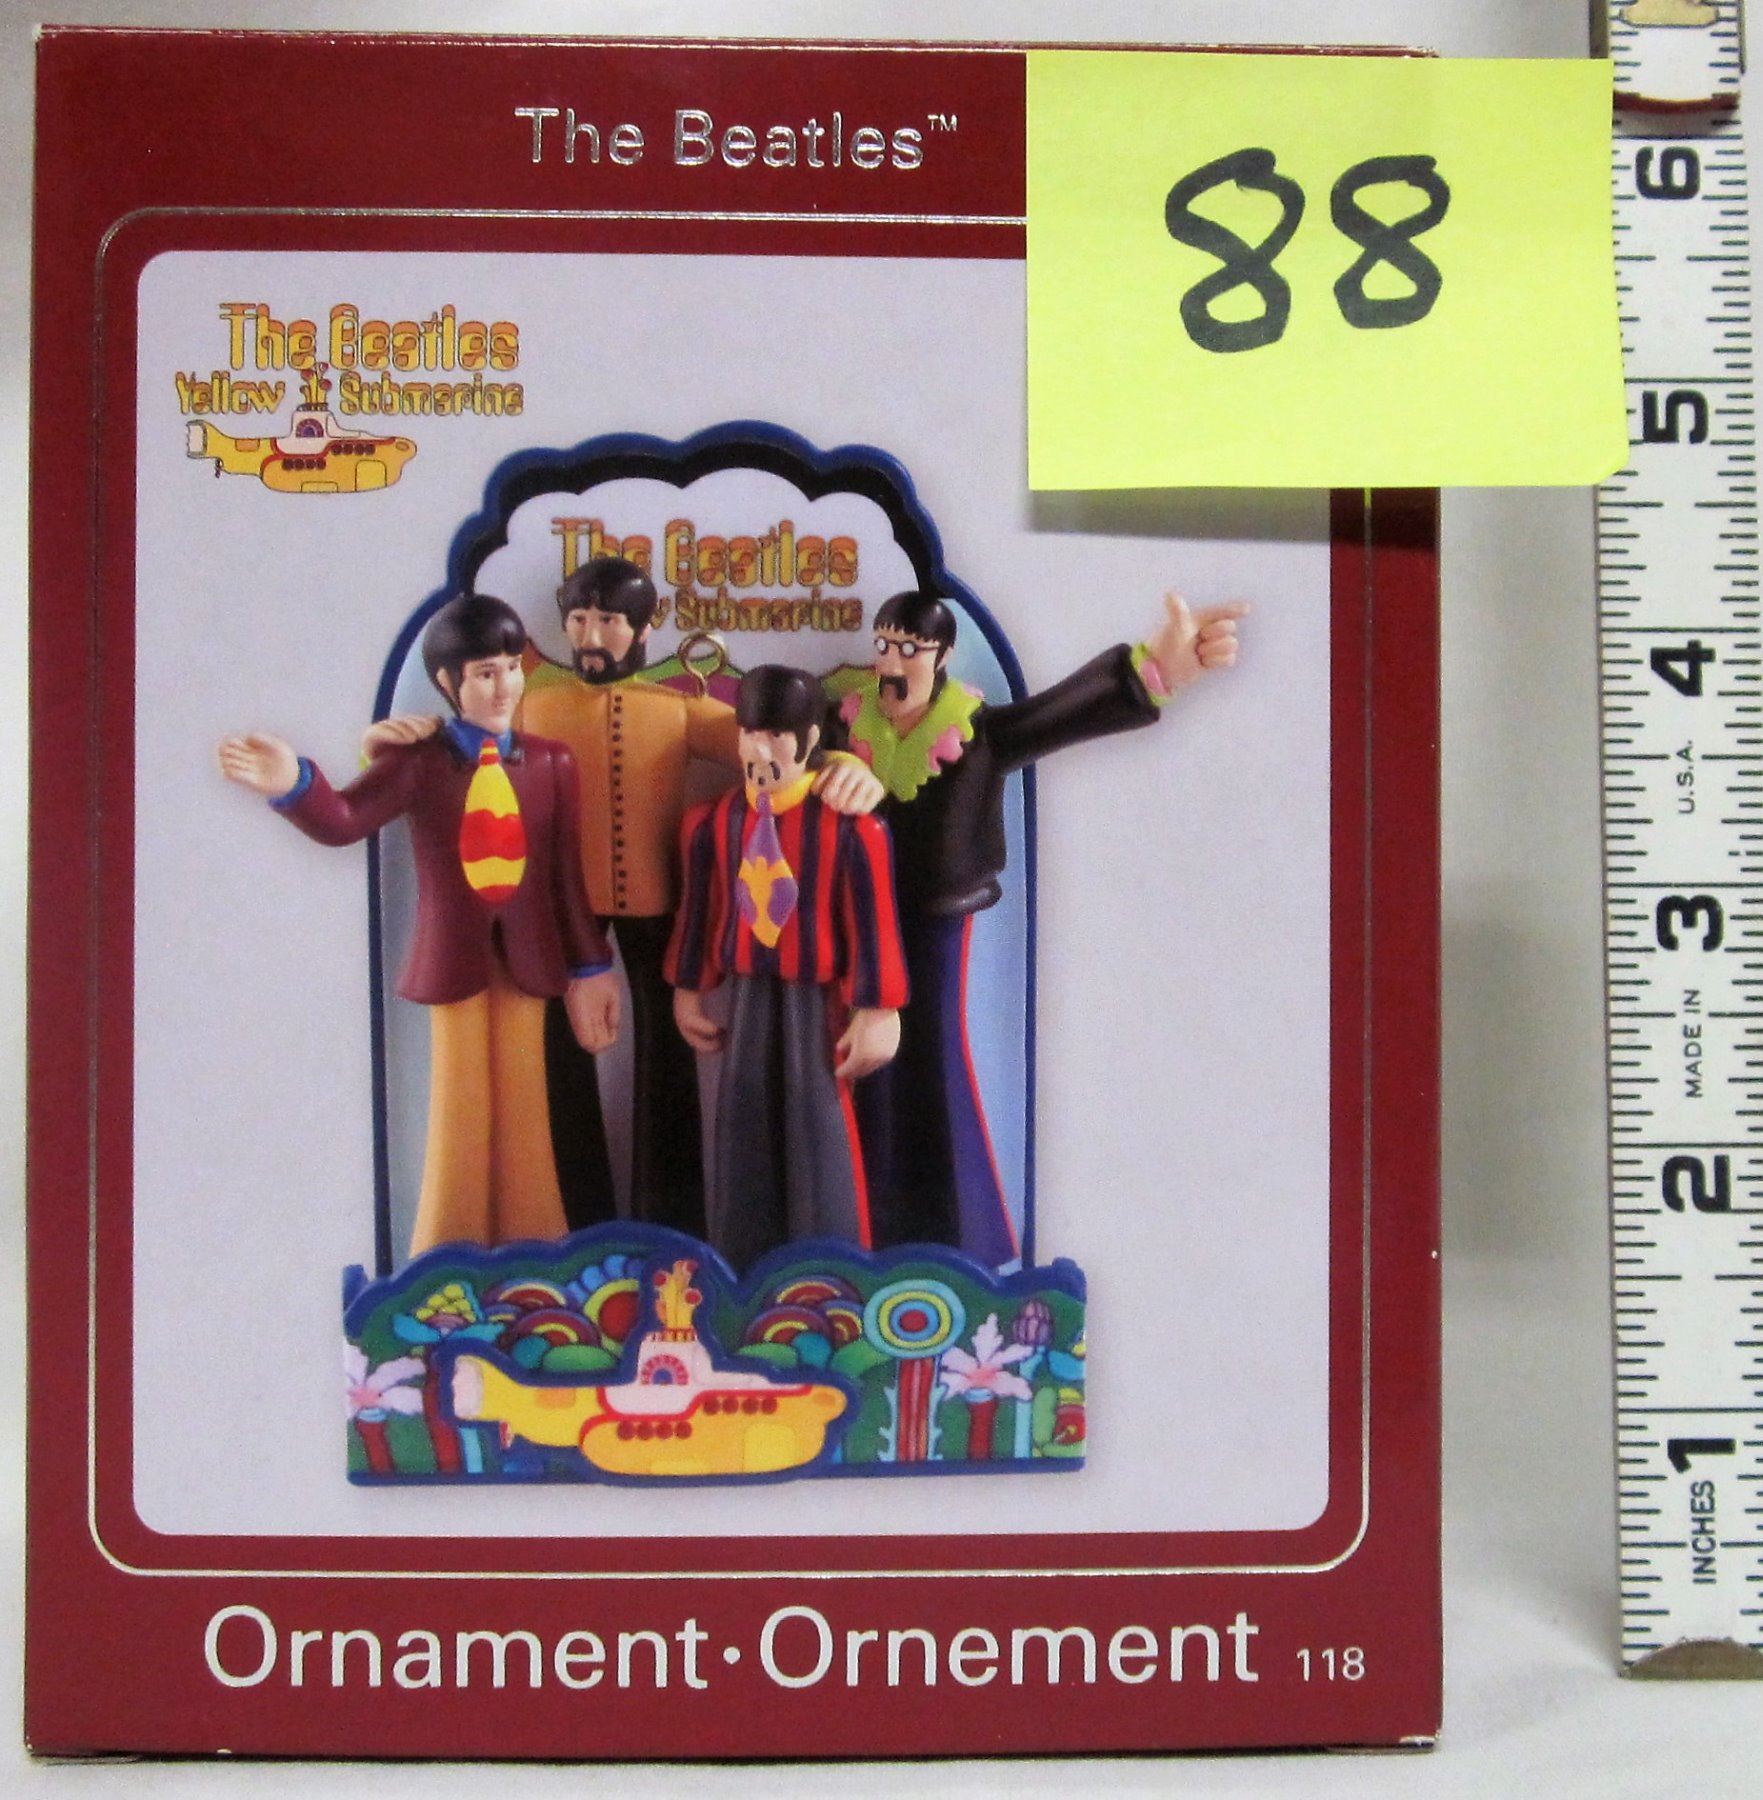 The Beatles™
88
The Beatles
Yellow Submarine
The Beatles
w Submarine
Ornament · Ornement 118
6
5
4
U.S.A.
3
MADE IN
2
1
INCHES